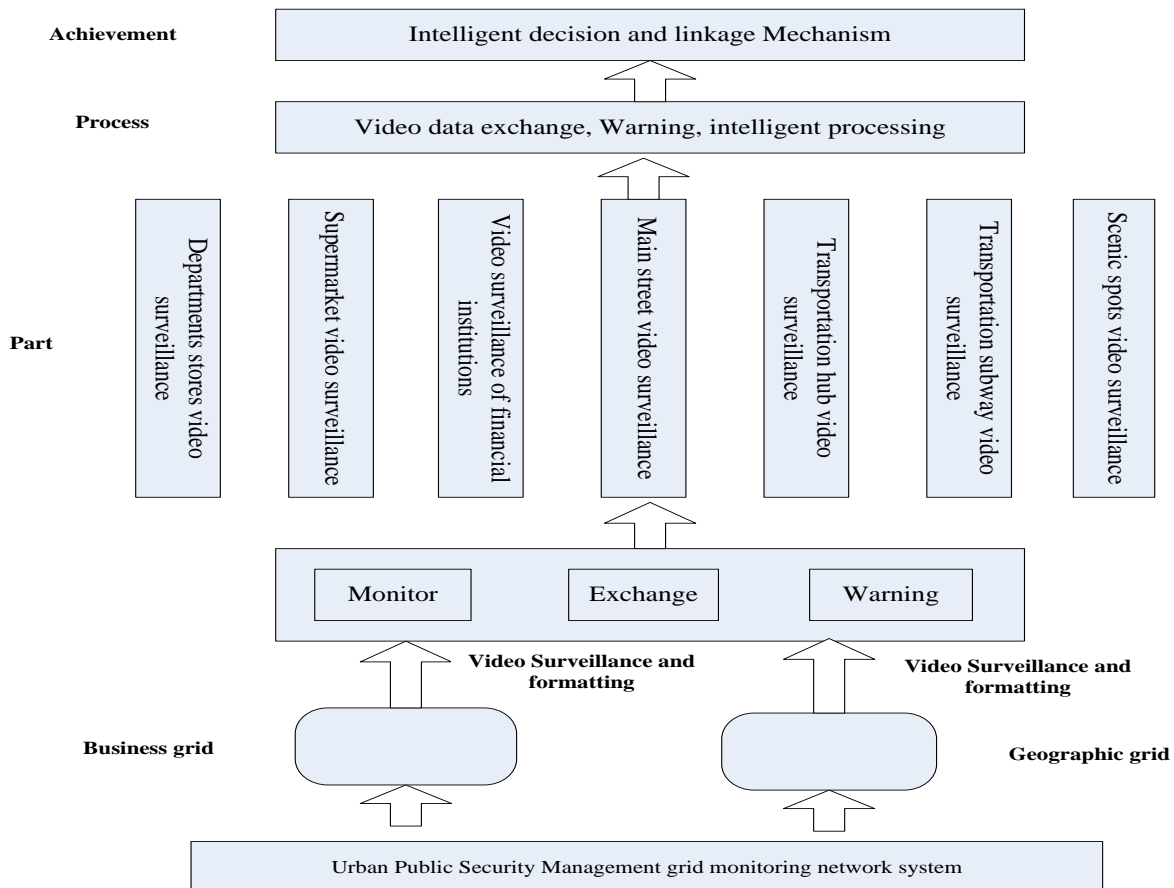 Achievement
Intelligent decision and linkage Mechanism
Process
Video data exchange, Warning, intelligent processing
Part
Departments stores video
surveillance
Supermarket video surveillance
Video surveillance of financial
institutions
Main street video surveillance
Transportation hub video
surveillance
Transportation subway video
surveillance
Scenic spots video surveillance
Monitor
Exchange
Warning
Video Surveillance and
formatting
Video Surveillance and
formatting
Business grid
Geographic grid
Urban Public Security Management grid monitoring network system